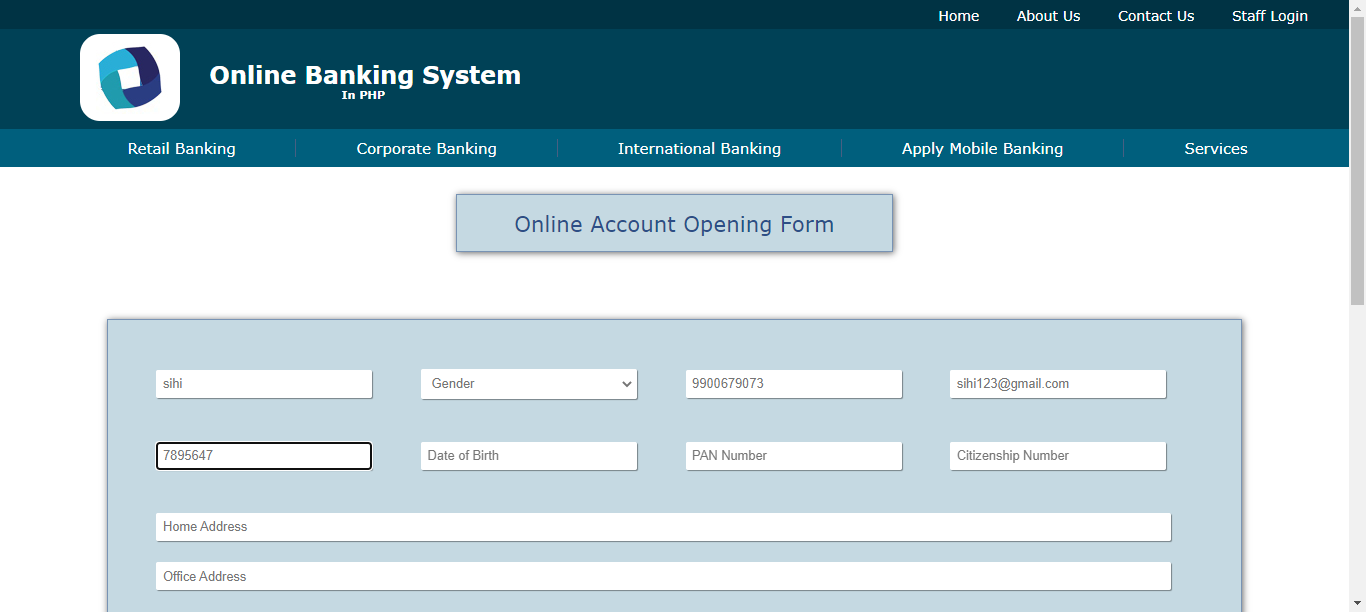 Home About Us Contact Us Staff Login
Online Banking System
In PHP
Retail Banking Corporate Banking International Banking Apply Mobile Banking Services
Online Account Opening Form
sihi Gender 9900679073 sihi123@gmail.com
7895647 Date of Birth PAN Number Citizenship Number
Home Address
Office Address